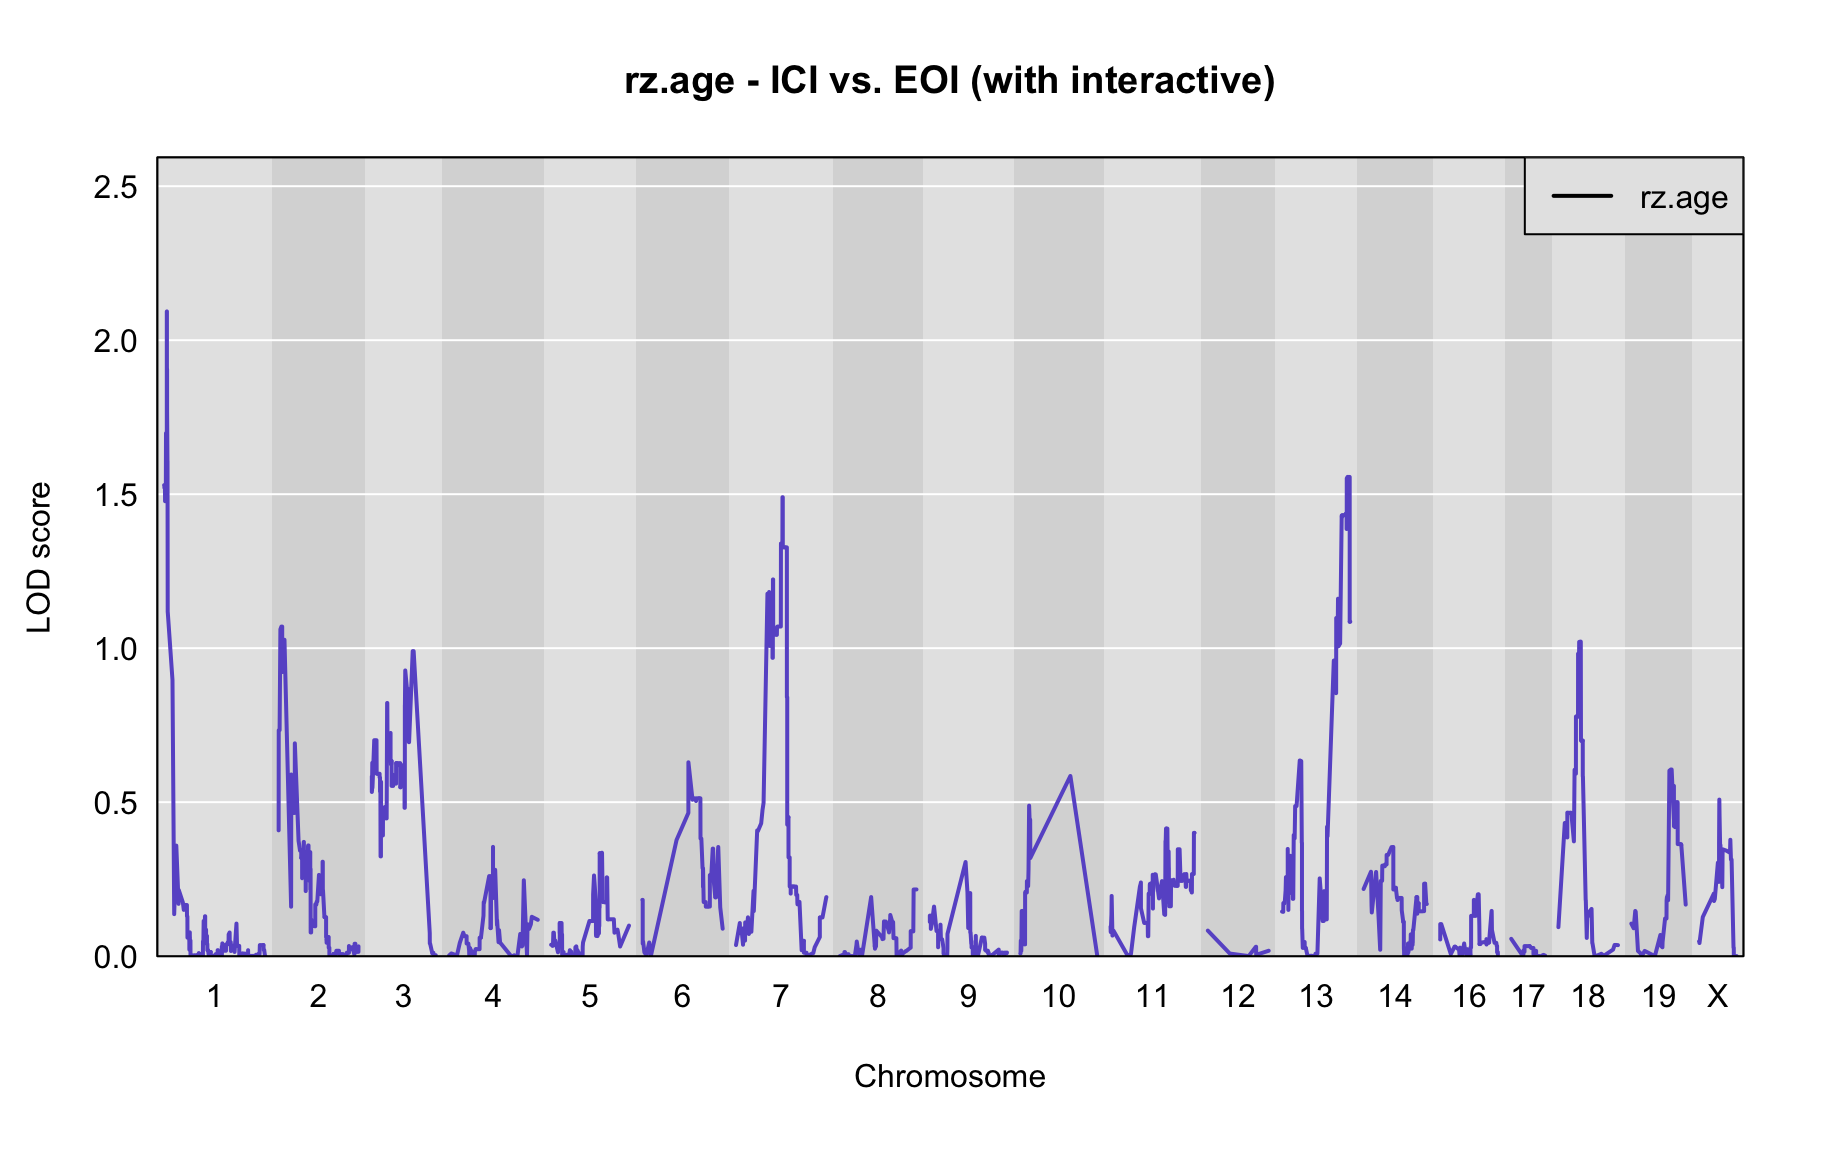 rz.age - ICI vs. EOI (with interactive)
rz.age
2.5
2.0
1.5
1.0
0.5
0.0
LOD score
1 2 3 4 5 6 7 8 9 10 11 12 13 14 16 17 18 19 X
Chromosome